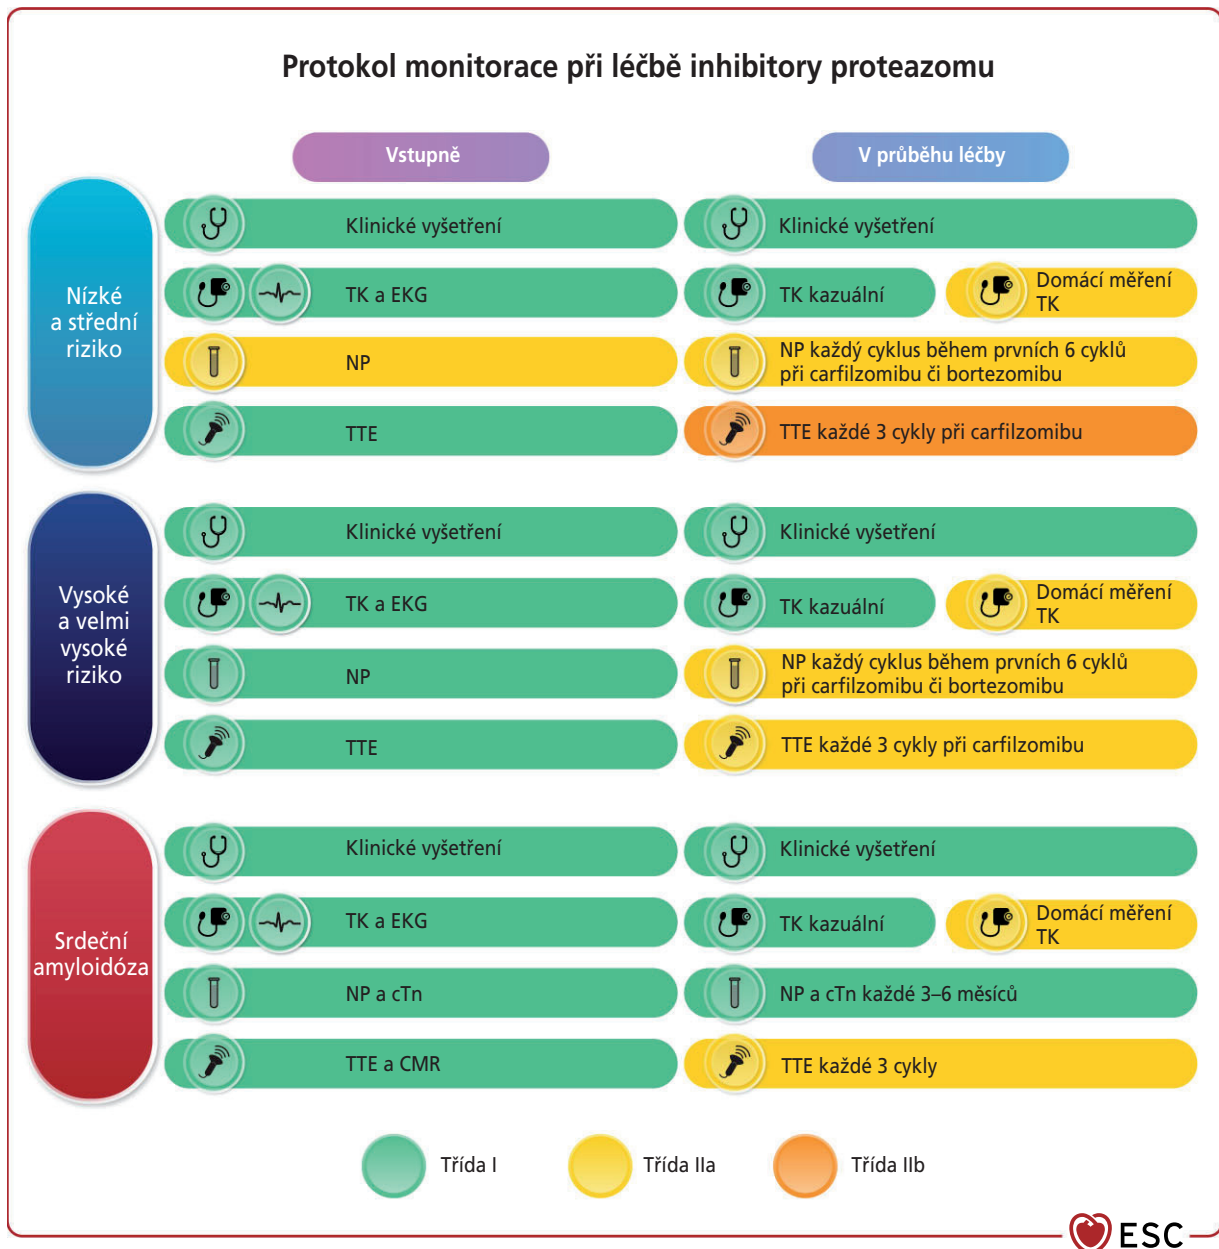 Protokol monitorace při léčbě inhibitory proteazomu
Vstupně
V průběhu léčby
Nízké
a střední
riziko
Klinické vyšetření
Klinické vyšetření
TK a EKG
TK kazuální
Domácí měření
TK
NP
NP každý cyklus během prvních 6 cyklů
při carfilzomibu či bortezomibu
TTE
TTE každé 3 cykly při carfilzomibu
Vysoké
a velmi
vysoké
riziko
Klinické vyšetření
Klinické vyšetření
TK a EKG
TK kazuální
Domácí měření
TK
NP
NP každý cyklus během prvních 6 cyklů
při carfilzomibu či bortezomibu
TTE
TTE každé 3 cykly při carfilzomibu
Srdeční
amyloidóza
Klinické vyšetření
Klinické vyšetření
TK a EKG
TK kazuální
Domácí měření
TK
NP a cTn
NP a cTn každé 3–6 měsíců
TTE a CMR
TTE každé 3 cykly
Třída I
Třída IIa
Třída IIb
ESC